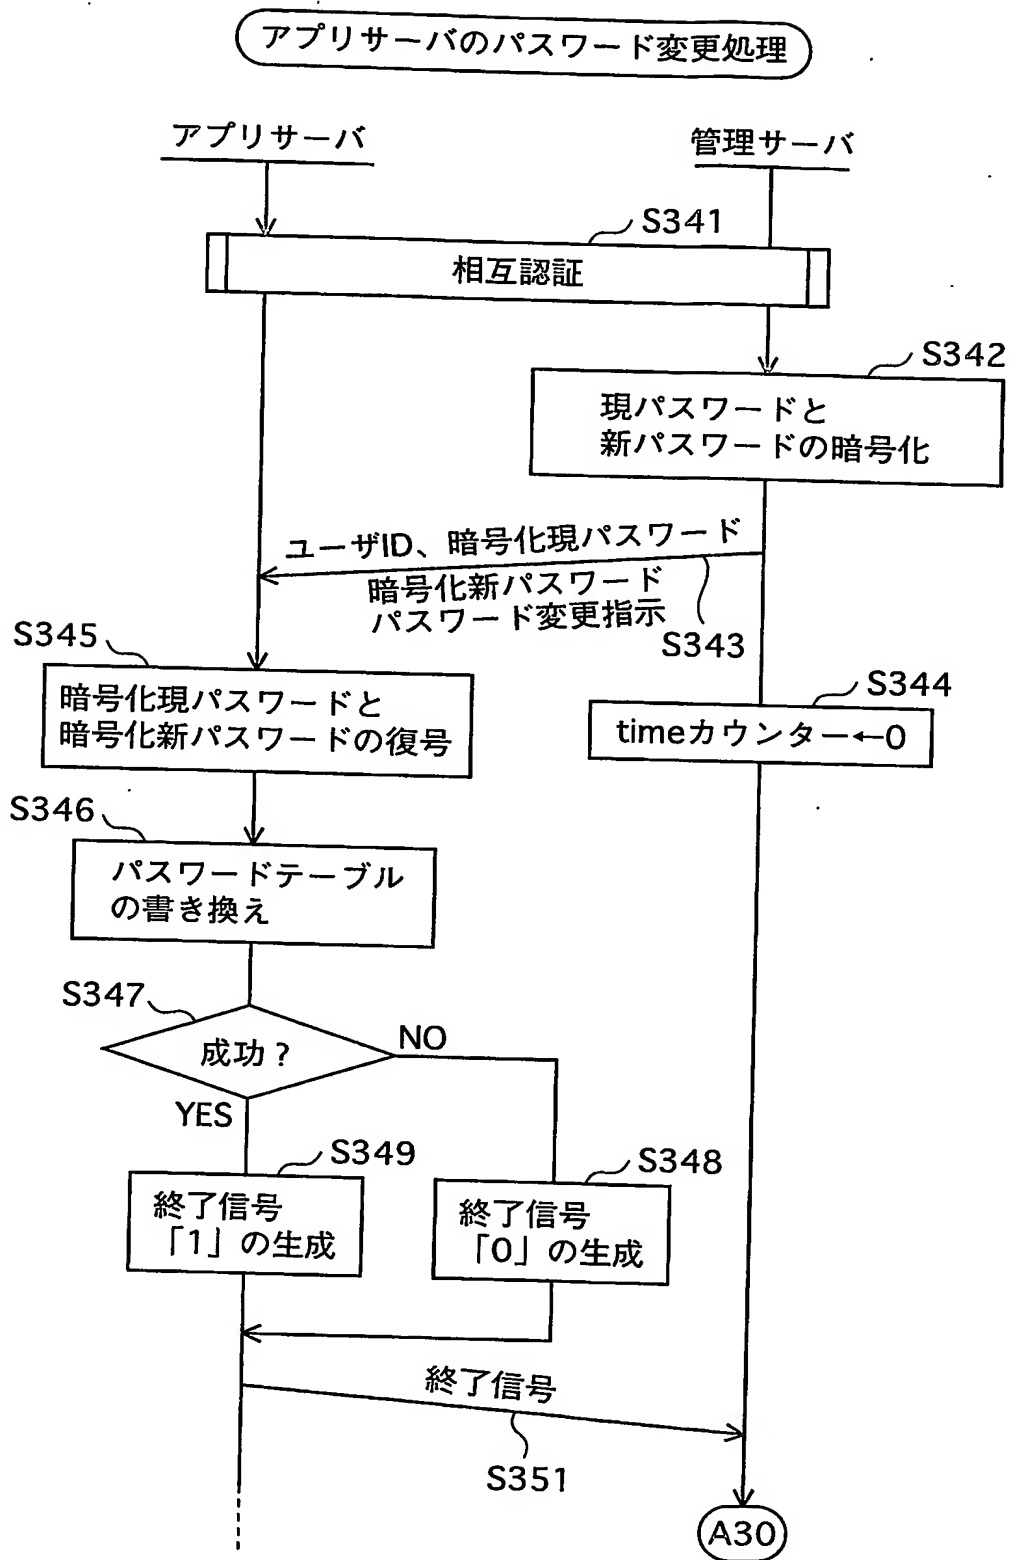 アプリサーバのパスワード変更処理
アプリサーバ
管理サーバ
S341
相互認証
S342
現パスワードと
新パスワードの暗号化
ユーザID、暗号化現パスワード
暗号化新パスワード
パスワード変更指示
S343
S345
暗号化現パスワードと
暗号化新パスワードの復号
S344
timeカウンター←0
S346
パスワードテーブル
の書き換え
S347
成功?
NO
YES
S349
終了信号
「1」の生成
S348
終了信号
「0」の生成
終了信号
S351
A30